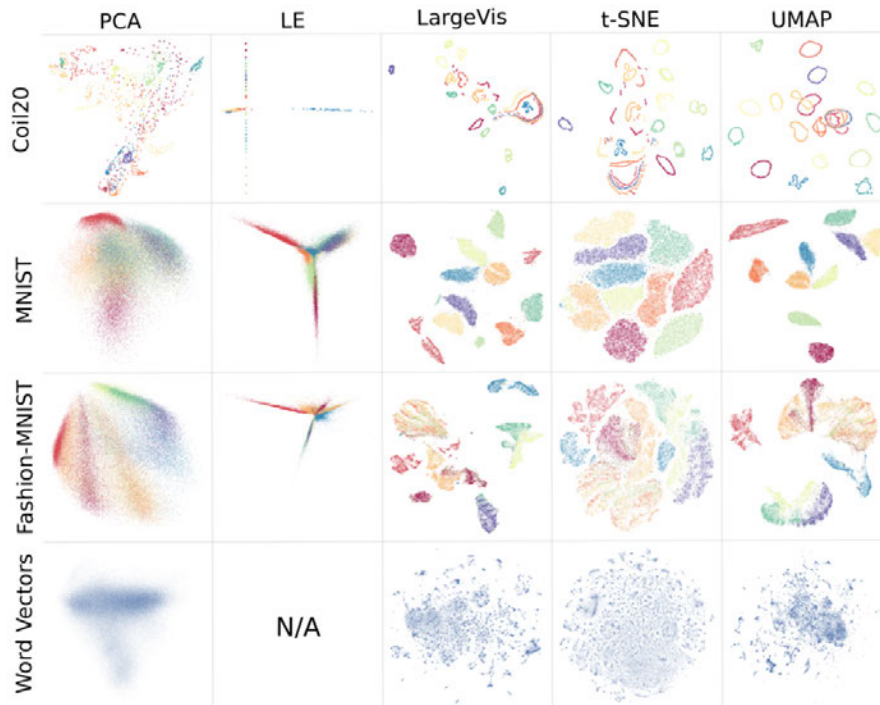 PCA LE LargeVis t-SNE UMAP
Coil20
MNIST
Fashion-MNIST
Word Vectors
N/A